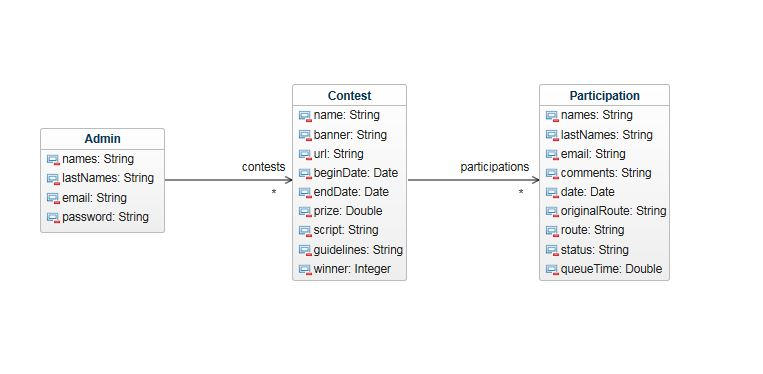 Admin
names: String
lastNames: String
email: String
password: String
contests
*
Contest
name: String
banner: String
url: String
beginDate: Date
endDate: Date
prize: Double
script: String
guidelines: String
winner: Integer
participations
*
Participation
names: String
lastNames: String
email: String
comments: String
date: Date
originalRoute: String
route: String
status: String
queueTime: Double